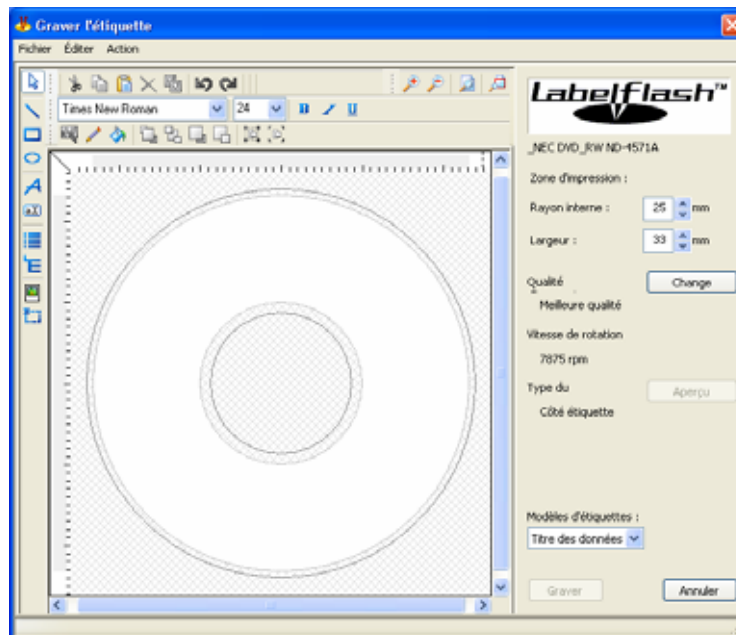 Graver l'étiquette
Fichier Éditer Action
Times New Roman 24 B I U
LabelFlash™
_NEC DVD_RW ND-4571A
Zone d'impression :
Rayon interne : 25 mm
Largeur : 33 mm
Qualité Change
Meilleure qualité
Vitesse de rotation
7875 rpm
Type du Aperçu
Côté étiquette
Modèles d'étiquettes :
Titre des données
Graver Annuler